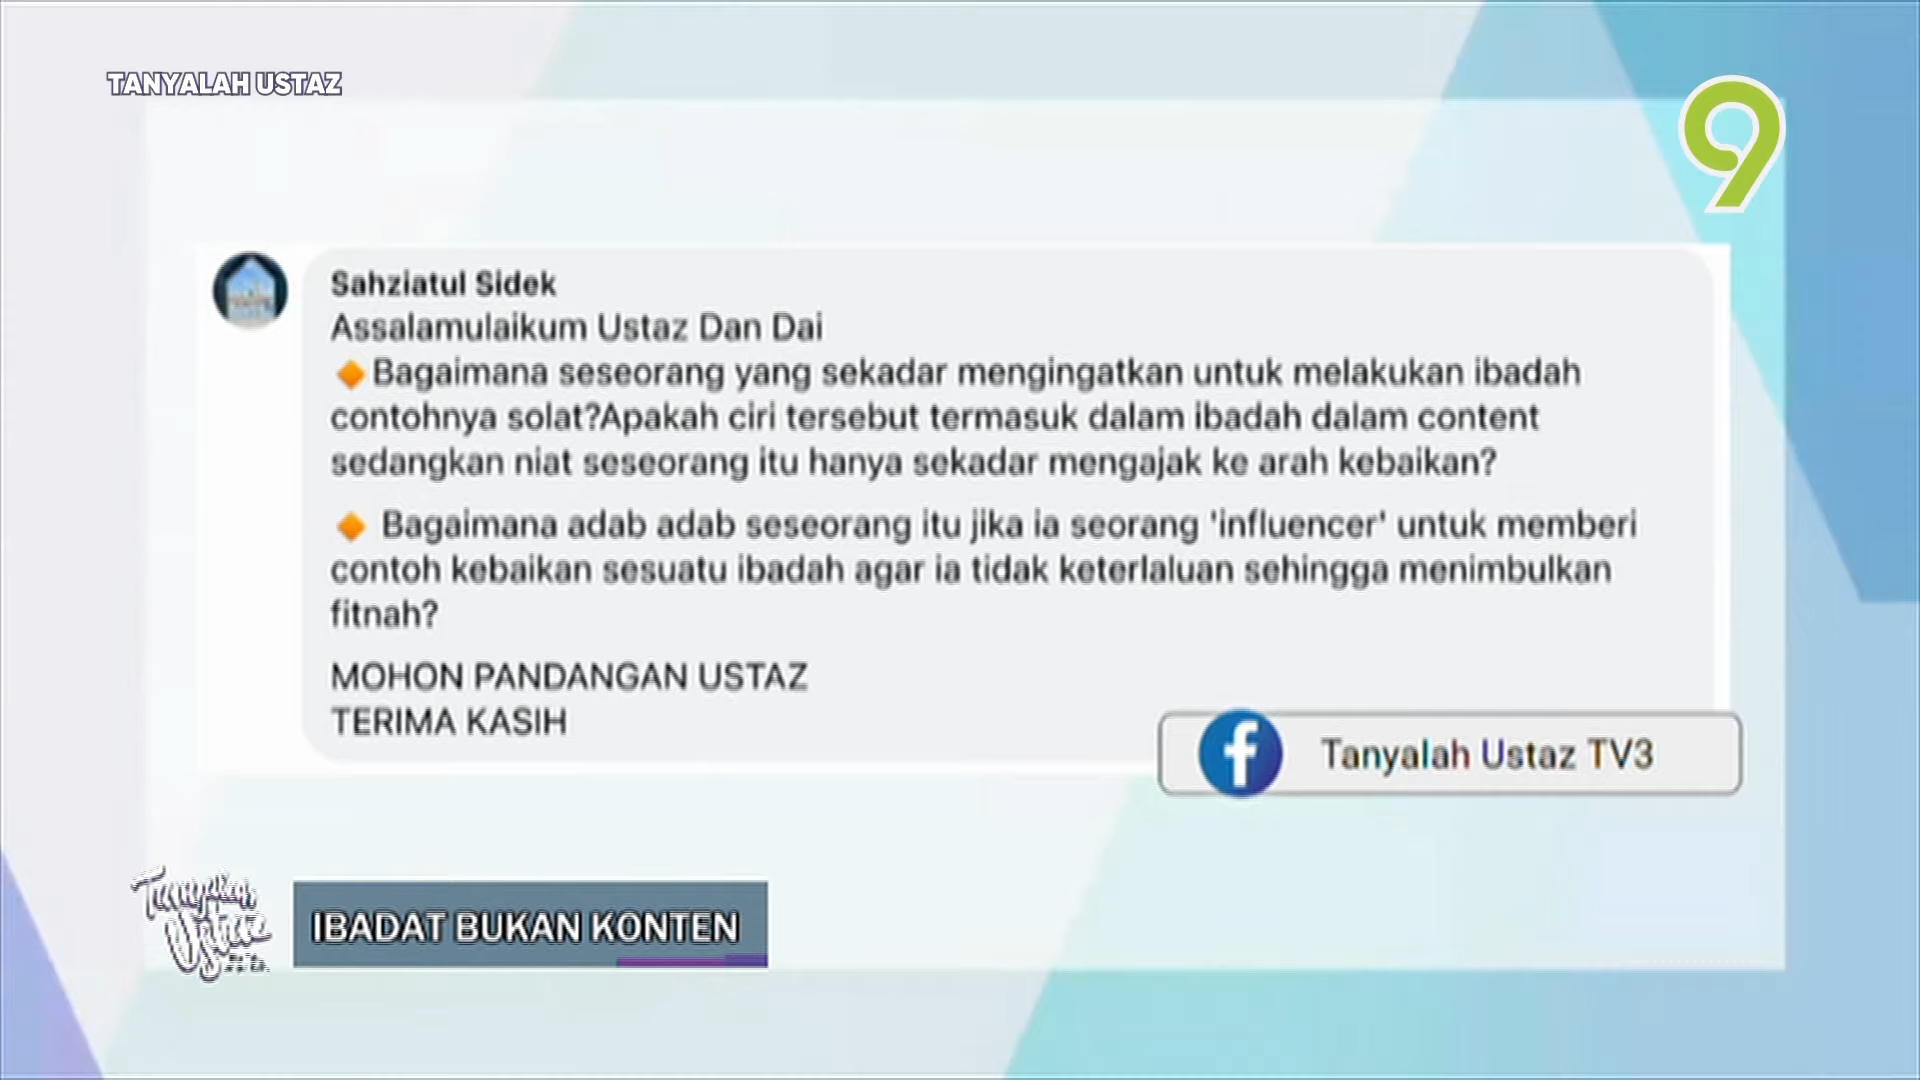 TANYALAH USTAZ
9
Sahziatul Sidek
Assalamulaikum Ustaz Dan Dai
🔶Bagaimana seseorang yang sekadar mengingatkan untuk melakukan ibadah
contohnya solat?Apakah ciri tersebut termasuk dalam ibadah dalam content
sedangkan niat seseorang itu hanya sekadar mengajak ke arah kebaikan?
🔶 Bagaimana adab adab seseorang itu jika ia seorang 'influencer' untuk memberi
contoh kebaikan sesuatu ibadah agar ia tidak keterlaluan sehingga menimbulkan
fitnah?
MOHON PANDANGAN USTAZ
TERIMA KASIH
Tanyalah Ustaz TV3
Tanyalah
Ustaz
IBADAT BUKAN KONTEN